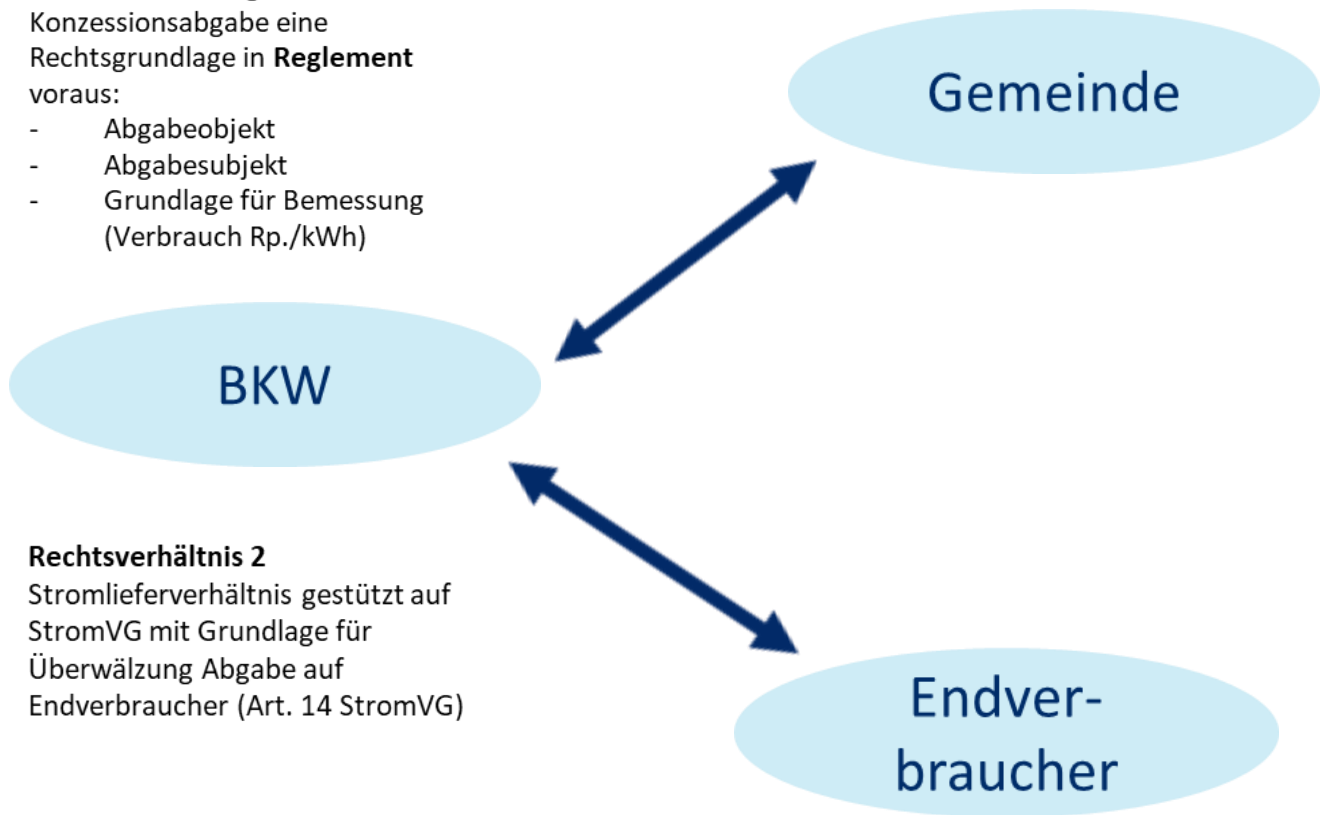 Konzessionsabgabe eine
Rechtsgrundlage in Reglement
voraus:
- Abgabeobjekt
- Abgabesubjekt
- Grundlage für Bemessung
(Verbrauch Rp./kWh)
Gemeinde
BKW
Rechtsverhältnis 2
Stromlieferverhältnis gestützt auf
StromVG mit Grundlage für
Überwälzung Abgabe auf
Endverbraucher (Art. 14 StromVG)
Endver-
braucher